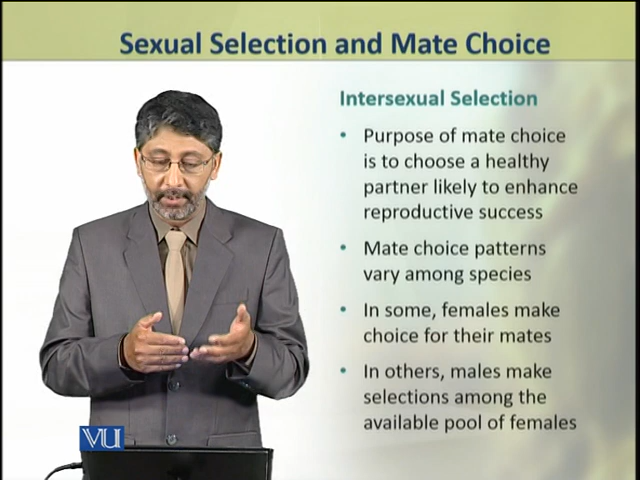 Sexual Selection and Mate Choice
Intersexual Selection
• Purpose of mate choice
is to choose a healthy
partner likely to enhance
reproductive success
• Mate choice patterns
vary among species
• In some, females make
choice for their mates
• In others, males make
selections among the
available pool of females
VU